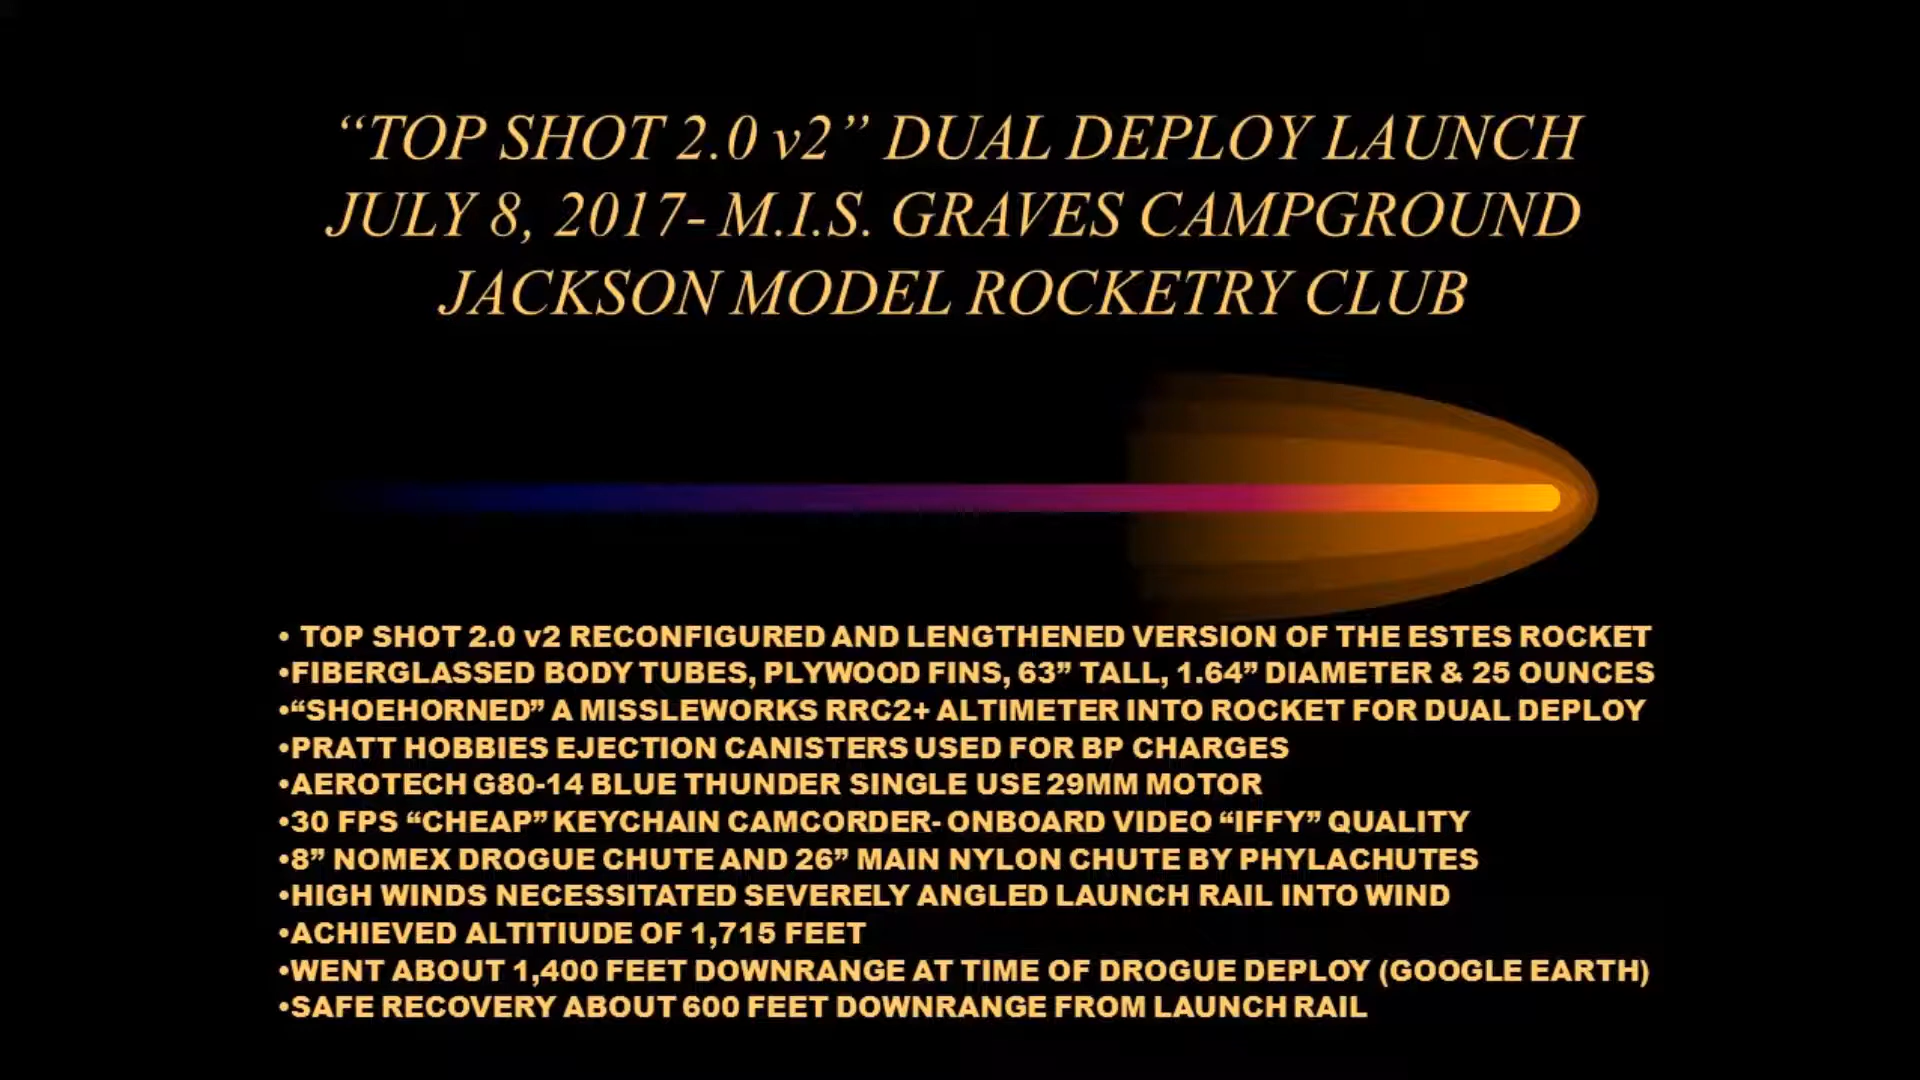 “TOP SHOT 2.0 v2” DUAL DEPLOY LAUNCH
JULY 8, 2017- M.I.S. GRAVES CAMPGROUND
JACKSON MODEL ROCKETRY CLUB
• TOP SHOT 2.0 v2 RECONFIGURED AND LENGTHENED VERSION OF THE ESTES ROCKET
•FIBERGLASSED BODY TUBES, PLYWOOD FINS, 63” TALL, 1.64” DIAMETER & 25 OUNCES
•“SHOEHORNED” A MISSLEWORKS RRC2+ ALTIMETER INTO ROCKET FOR DUAL DEPLOY
•PRATT HOBBIES EJECTION CANISTERS USED FOR BP CHARGES
•AEROTECH G80-14 BLUE THUNDER SINGLE USE 29MM MOTOR
•30 FPS “CHEAP” KEYCHAIN CAMCORDER- ONBOARD VIDEO “IFFY” QUALITY
•8” NOMEX DROGUE CHUTE AND 26” MAIN NYLON CHUTE BY PHYLACHUTES
•HIGH WINDS NECESSITATED SEVERELY ANGLED LAUNCH RAIL INTO WIND
•ACHIEVED ALTITIUDE OF 1,715 FEET
•WENT ABOUT 1,400 FEET DOWNRANGE AT TIME OF DROGUE DEPLOY (GOOGLE EARTH)
•SAFE RECOVERY ABOUT 600 FEET DOWNRANGE FROM LAUNCH RAIL